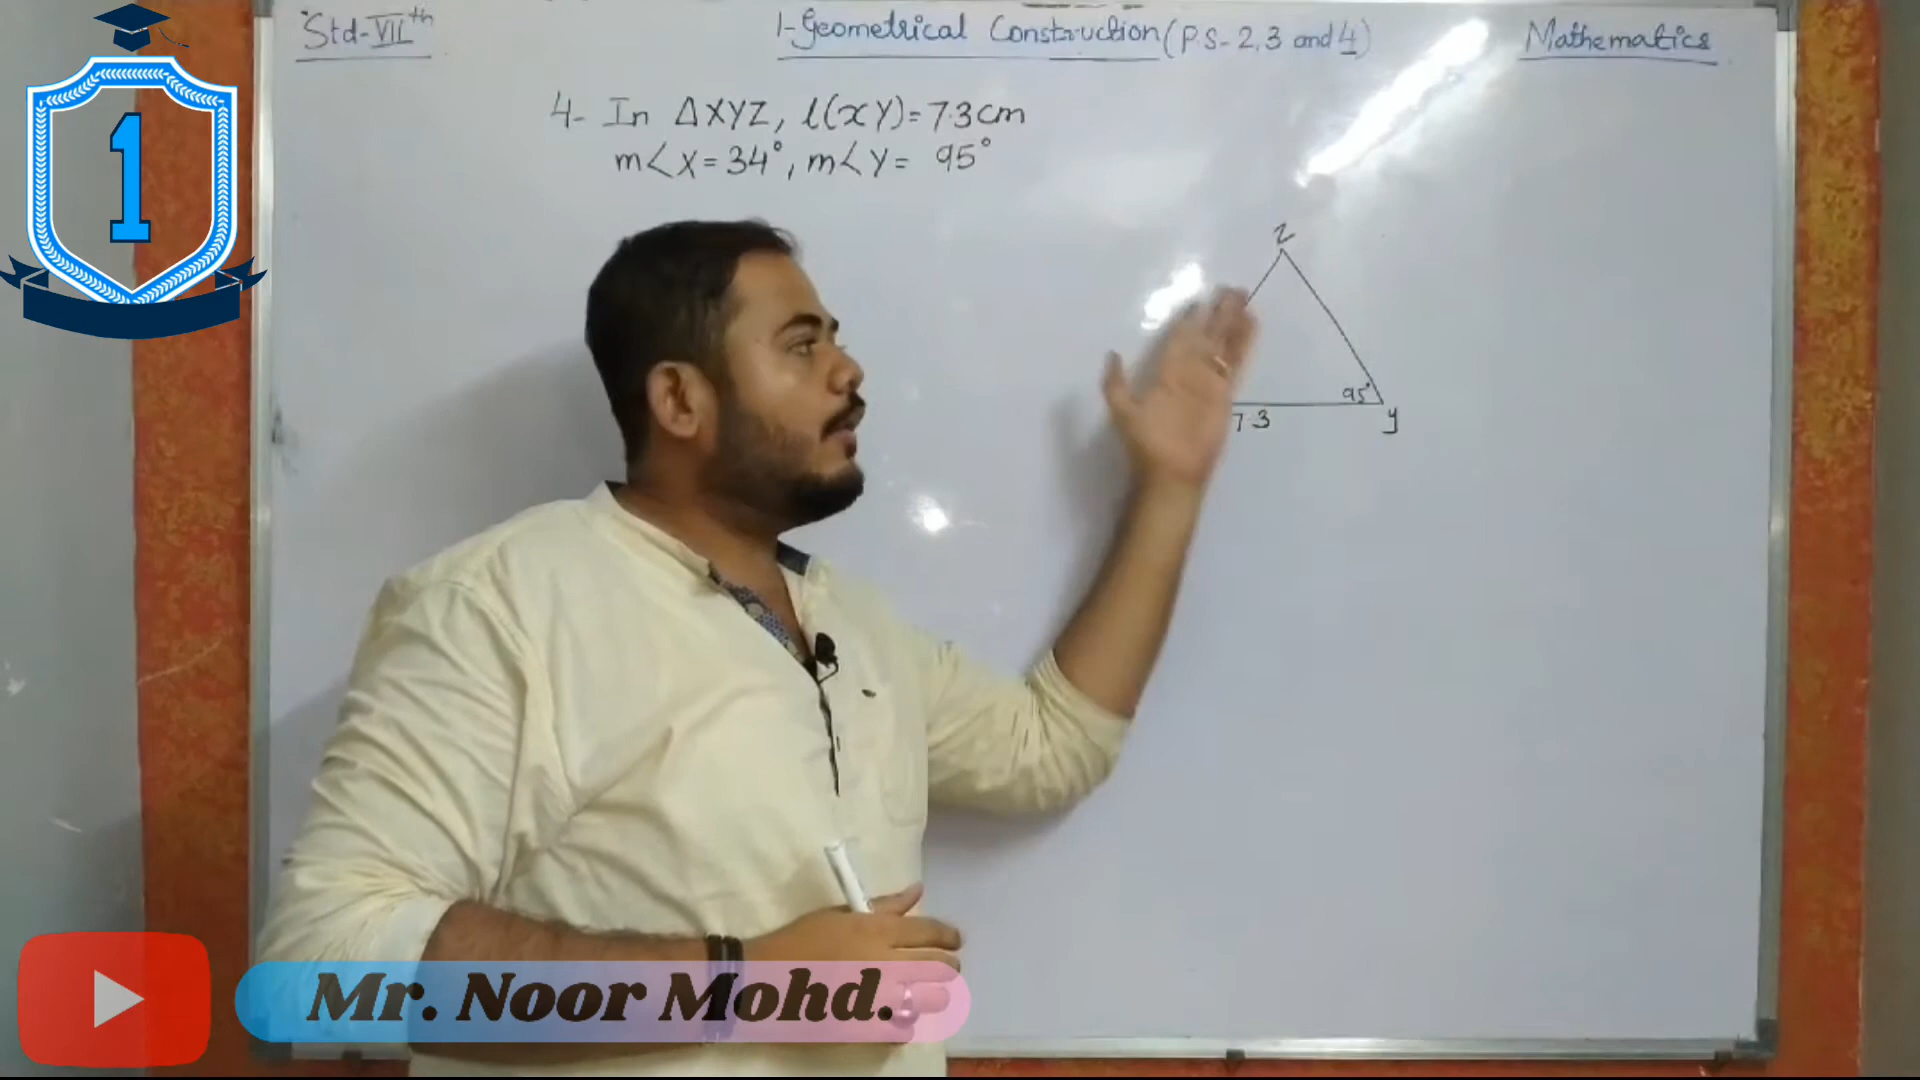 Std-VIIth
1-Geometrical Construction (P.S-2,3 and 4)
Mathematics
1
4- In ΔXYZ, l(XY)=7.3cm
m∠X=34°, m∠Y= 95°
Z
95°
7.3
y
Mr. Noor Mohd.